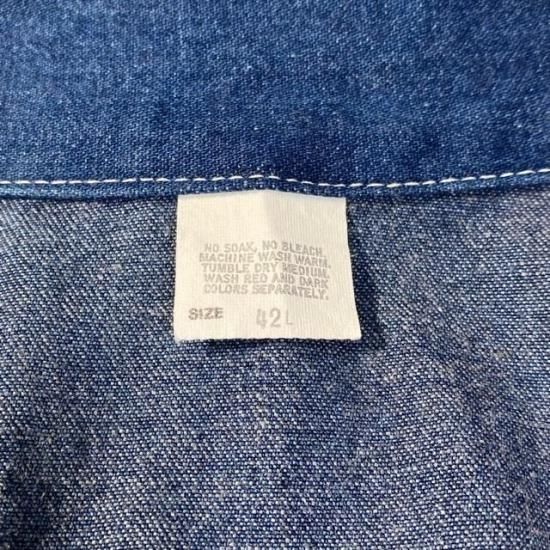 NO SOAK, NO BLEACH.
MACHINE WASH WARM.
TUMBLE DRY MEDIUM.
WASH RED AND DARK
COLORS SEPARATELY.
SIZE 42L